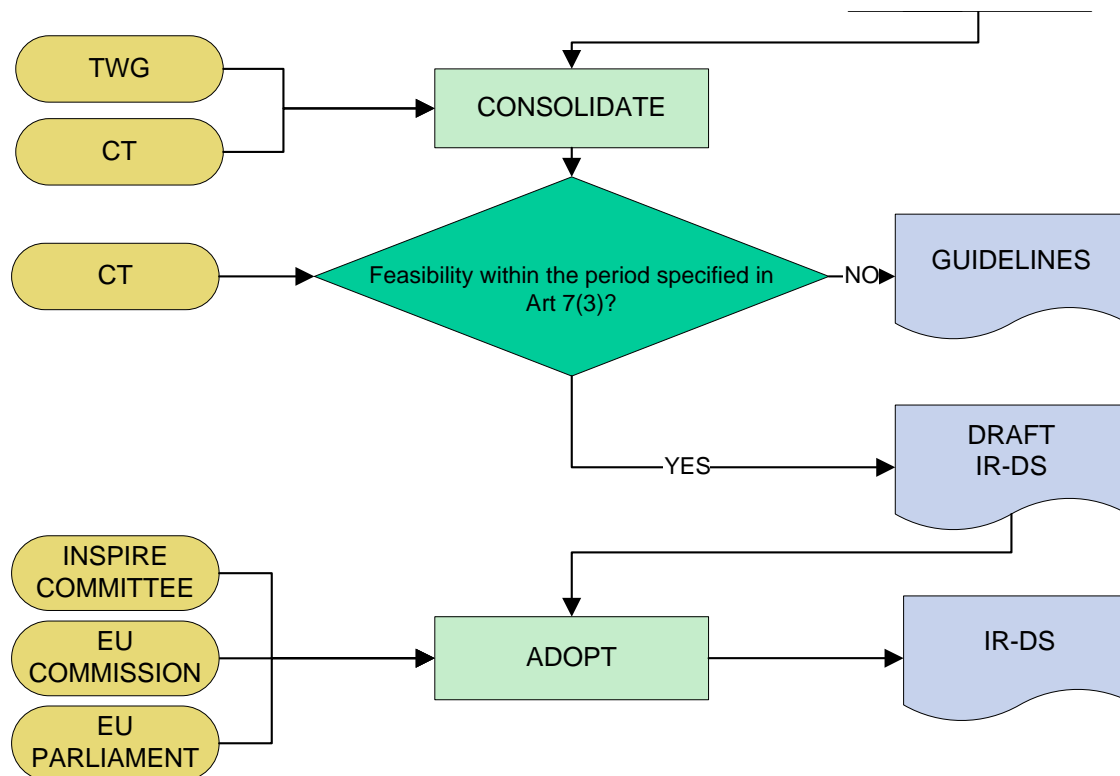 TWG
CONSOLIDATE
CT
CT
Feasibility within the period specified in
Art 7(3)?
NO
GUIDELINES
YES
DRAFT
IR-DS
INSPIRE
COMMITTEE
EU
COMMISSION
ADOPT
IR-DS
EU
PARLIAMENT